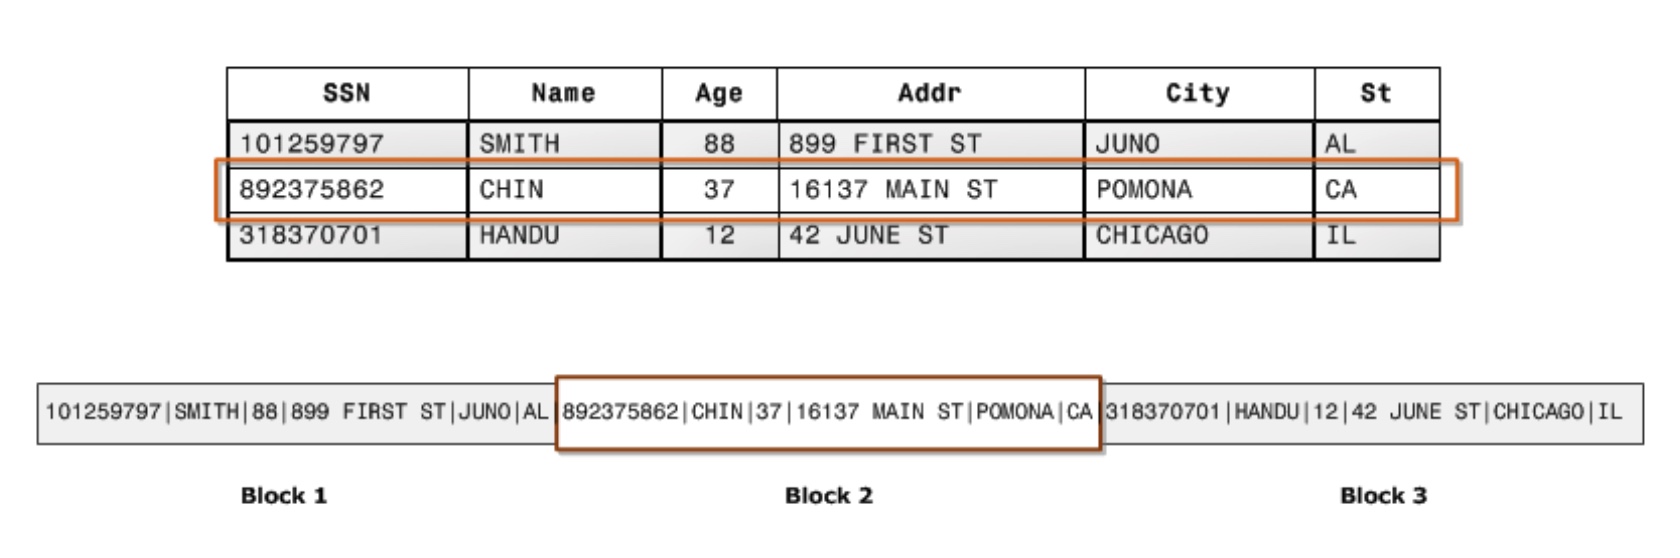 SSN Name Age Addr City St
101259797 SMITH 88 899 FIRST ST JUNO AL
892375862 CHIN 37 16137 MAIN ST POMONA CA
318370701 HANDU 12 42 JUNE ST CHICAGO IL
101259797|SMITH|88|899 FIRST ST|JUNO|AL|892375862|CHIN|37|16137 MAIN ST|POMONA|CA|318370701|HANDU|12|42 JUNE ST|CHICAGO|IL
Block 1 Block 2 Block 3